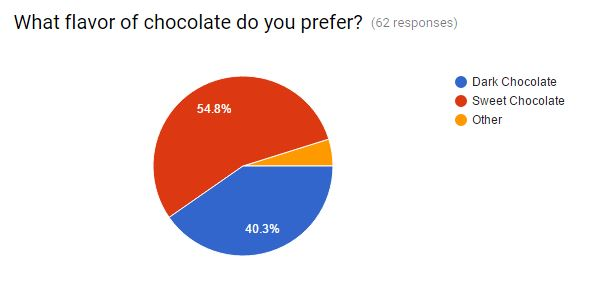 What flavor of chocolate do you prefer? (62 responses)
Dark Chocolate
Sweet Chocolate
Other
54.8%
40.3%